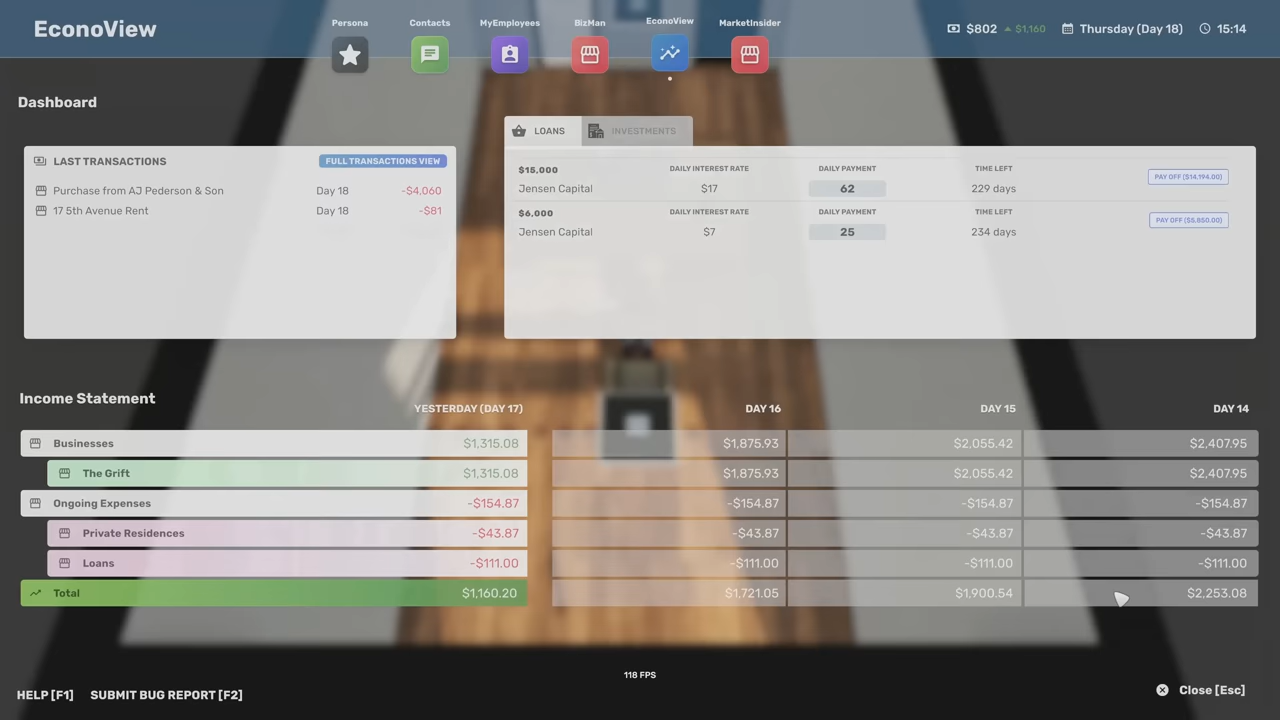 EconoView
Persona
Contacts
MyEmployees
BizMan
EconoView
MarketInsider
$802 $1,160 Thursday (Day 18) 15:14
Dashboard
LAST TRANSACTIONS FULL TRANSACTIONS VIEW
Purchase from AJ Pederson & Son Day 18 -$4,060
17 5th Avenue Rent Day 18 -$81
LOANS INVESTMENTS
$15,000 DAILY INTEREST RATE DAILY PAYMENT TIME LEFT
Jensen Capital $17 62 229 days PAY OFF ($14,194.00)
$6,000 DAILY INTEREST RATE DAILY PAYMENT TIME LEFT
Jensen Capital $7 25 234 days PAY OFF ($5,850.00)
Income Statement
YESTERDAY (DAY 17) DAY 16 DAY 15 DAY 14
Businesses $1,315.08 $1,875.93 $2,055.42 $2,407.95
The Grift $1,315.08 $1,875.93 $2,055.42 $2,407.95
Ongoing Expenses -$154.87 -$154.87 -$154.87 -$154.87
Private Residences -$43.87 -$43.87 -$43.87 -$43.87
Loans -$111.00 -$111.00 -$111.00 -$111.00
Total $1,160.20 $1,721.05 $1,900.54 $2,253.08
118 FPS
HELP [F1] SUBMIT BUG REPORT [F2] Close [Esc]